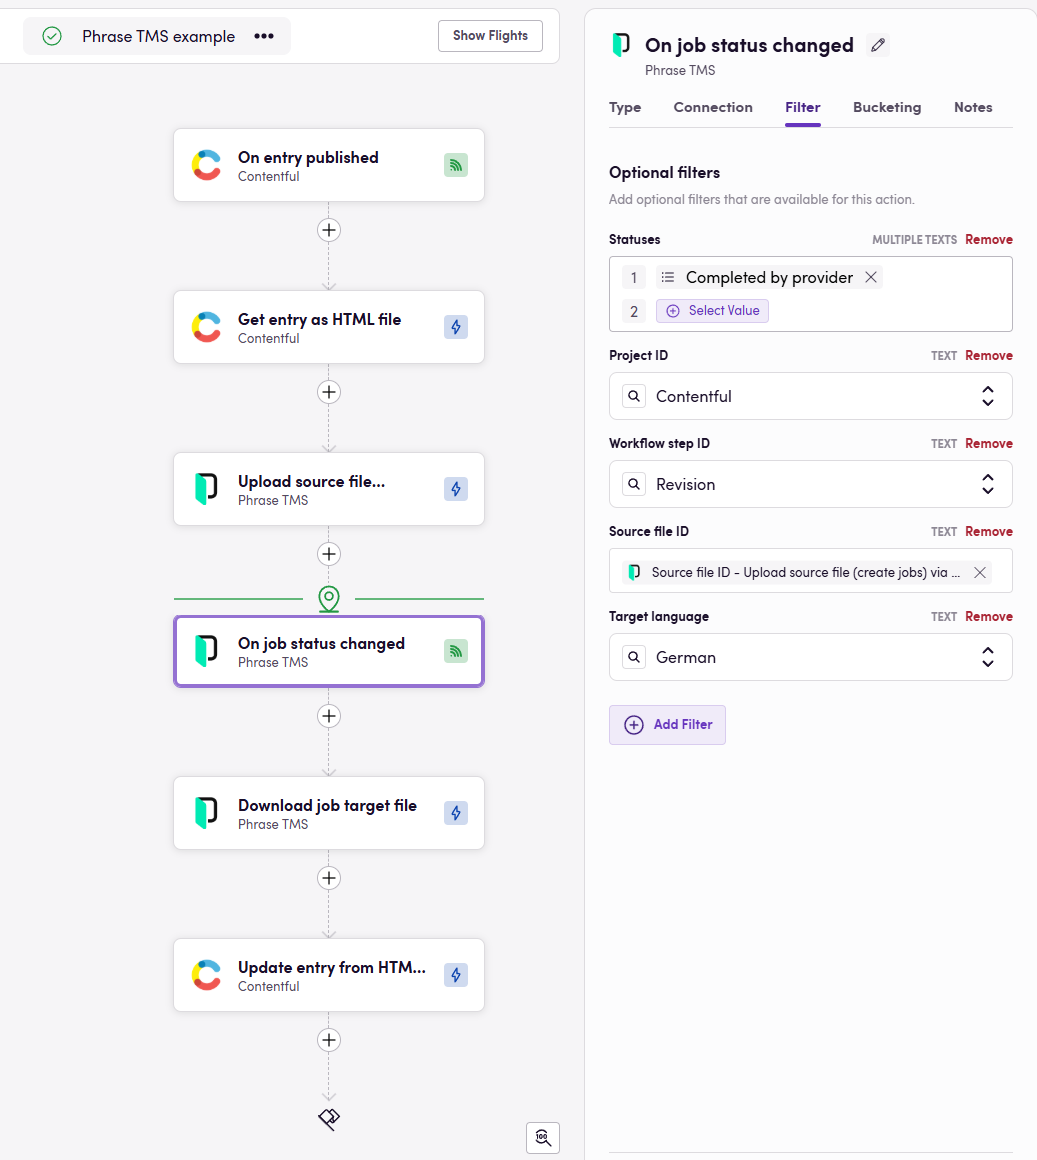 Phrase TMS example
Show Flights
On entry published
Contentful
Get entry as HTML file
Contentful
Upload source file...
Phrase TMS
On job status changed
Phrase TMS
Download job target file
Phrase TMS
Update entry from HTM...
Contentful
100
On job status changed
Phrase TMS
Type Connection Filter Bucketing Notes
Optional filters
Add optional filters that are available for this action.
Statuses MULTIPLE TEXTS Remove
1 Completed by provider
2 Select Value
Project ID TEXT Remove
Contentful
Workflow step ID TEXT Remove
Revision
Source file ID TEXT Remove
Source file ID - Upload source file (create jobs) via ...
Target language TEXT Remove
German
Add Filter